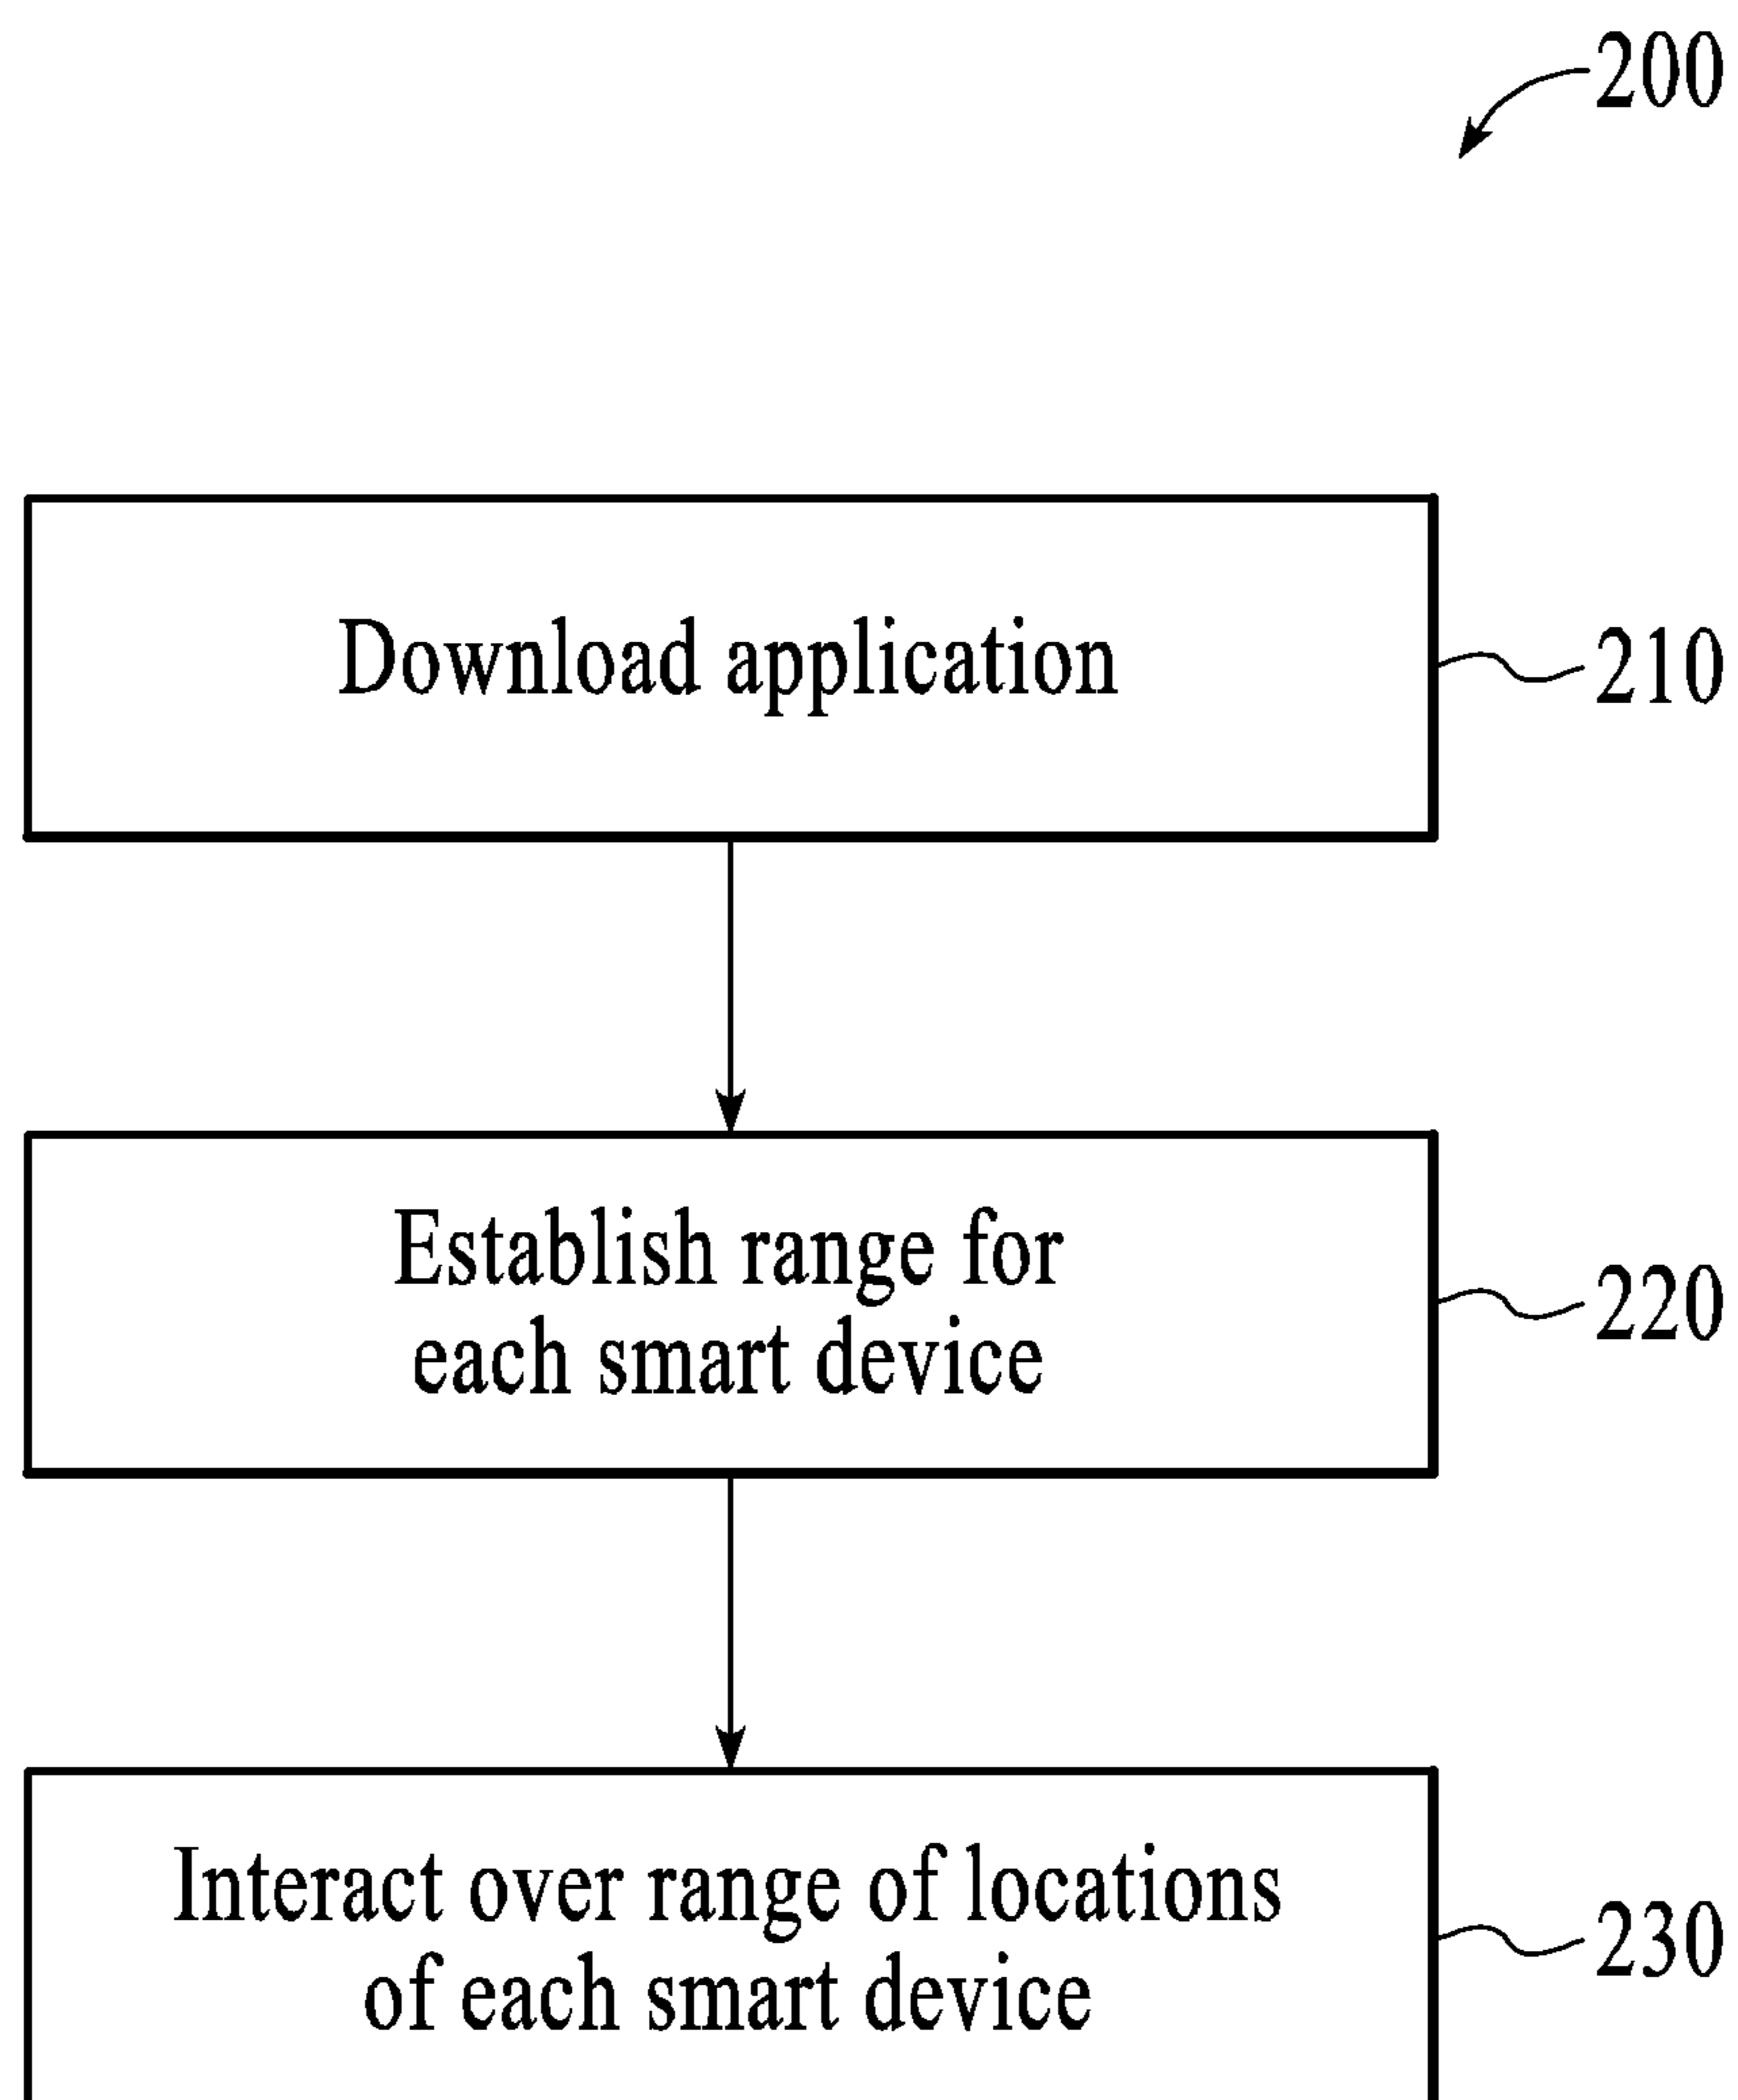 200
Download application
210
Establish range for
each smart device
220
Interact over range of locations
of each smart device
230